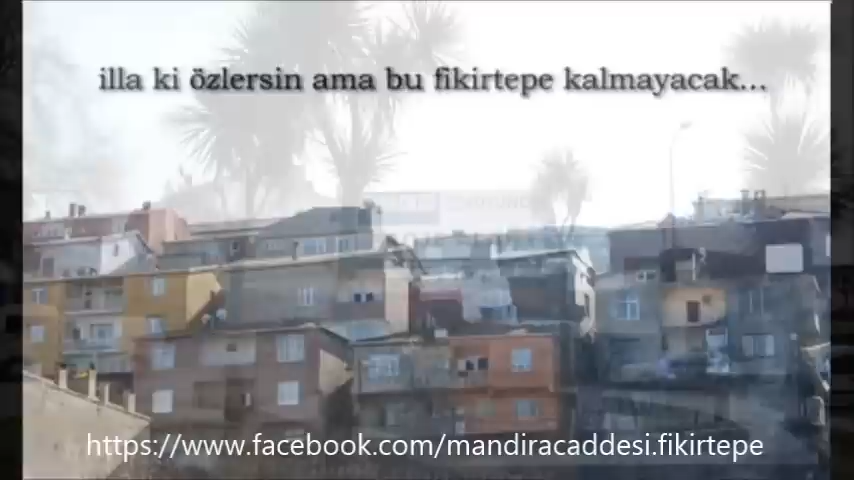 illa ki özlersin ama bu fikirtepe kalmayacak...
https://www.facebook.com/mandiracaddesi.fikirtepe